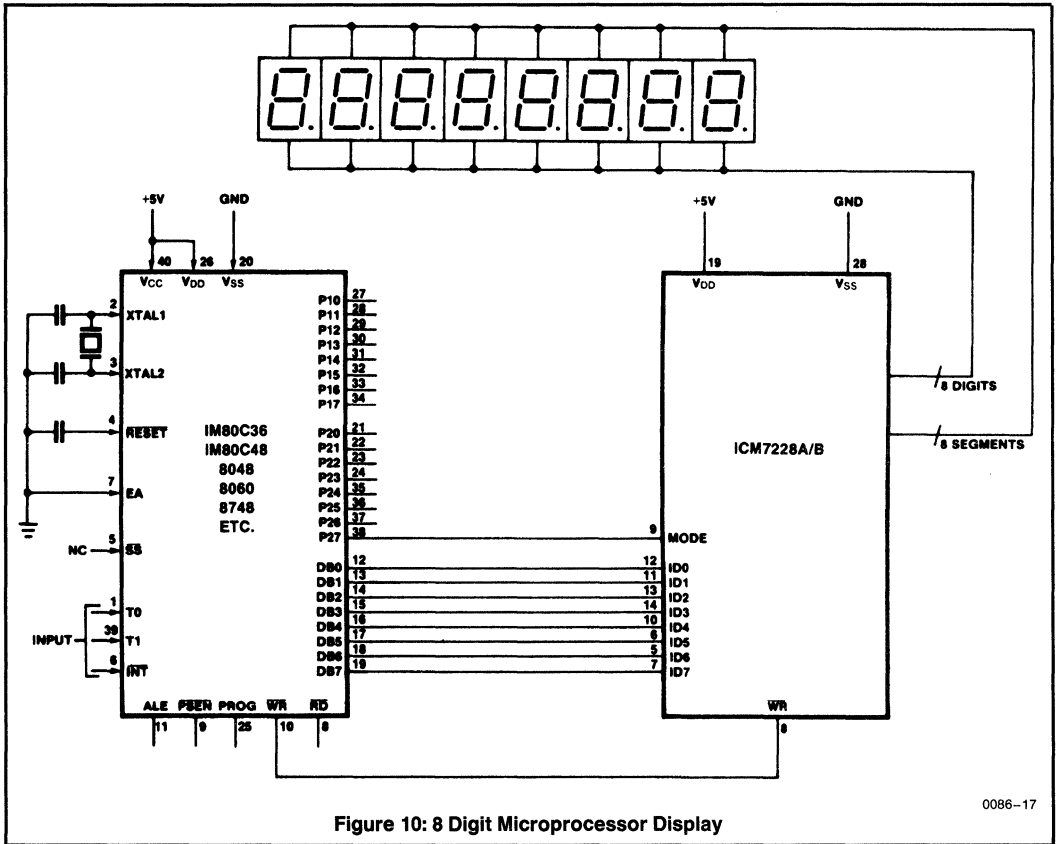 +5V
GND
40
26
20
VCC
VDD
VSS
2
XTAL1
3
XTAL2
4
RESET
7
EA
5
NC
SS
1
T0
INPUT
39
T1
6
INT
IM80C36
IM80C48
8048
8060
8748
ETC.
P10 27
P11 28
P12 29
P13 30
P14 31
P15 32
P16 33
P17 34
P20 21
P21 22
P22 23
P23 24
P24 35
P25 36
P26 37
P27 38
DB0 12
DB1 13
DB2 14
DB3 15
DB4 16
DB5 17
DB6 18
DB7 19
ALE PSEN PROG WR RD
11 9 25 10 8
+5V
GND
19
28
VDD
VSS
8 DIGITS
8 SEGMENTS
ICM7228A/B
9 MODE
12 ID0
11 ID1
13 ID2
14 ID3
10 ID4
6 ID5
5 ID6
7 ID7
WR
8
0086–17
Figure 10: 8 Digit Microprocessor Display